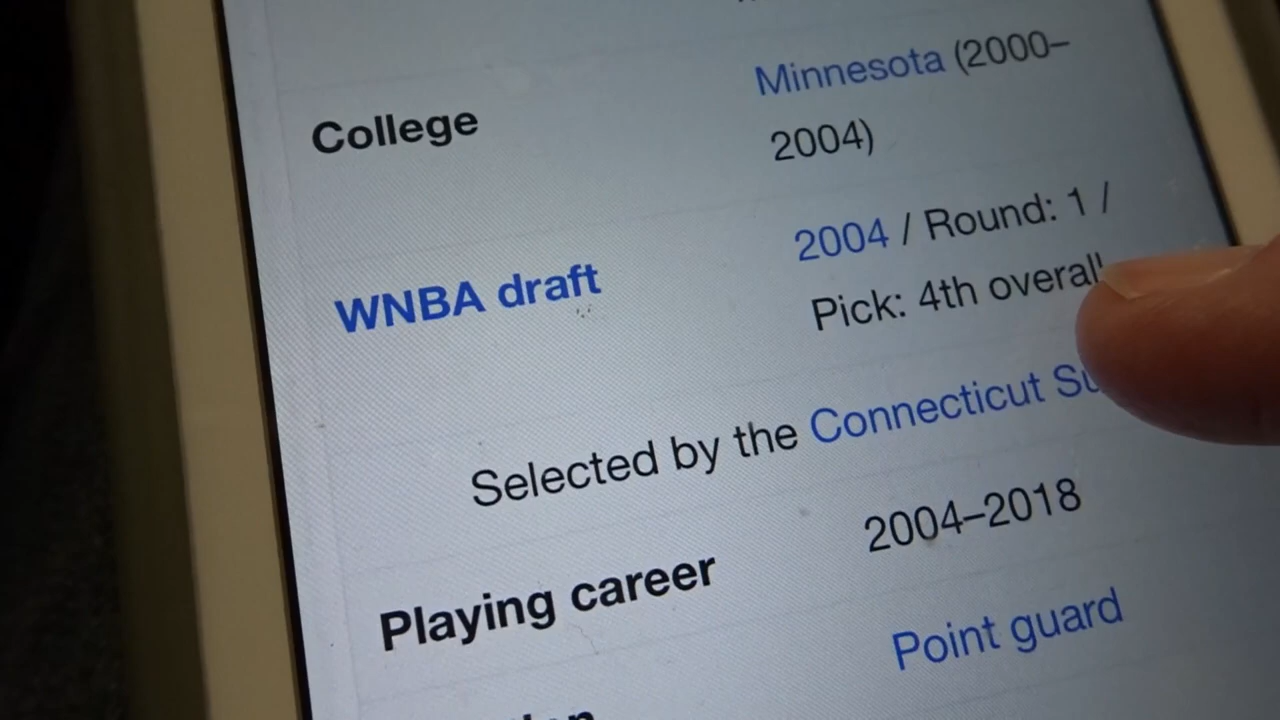 College
Minnesota (2000–
2004)
WNBA draft
2004 / Round: 1 /
Pick: 4th overall
Selected by the Connecticut
Playing career
2004–2018
Point guard